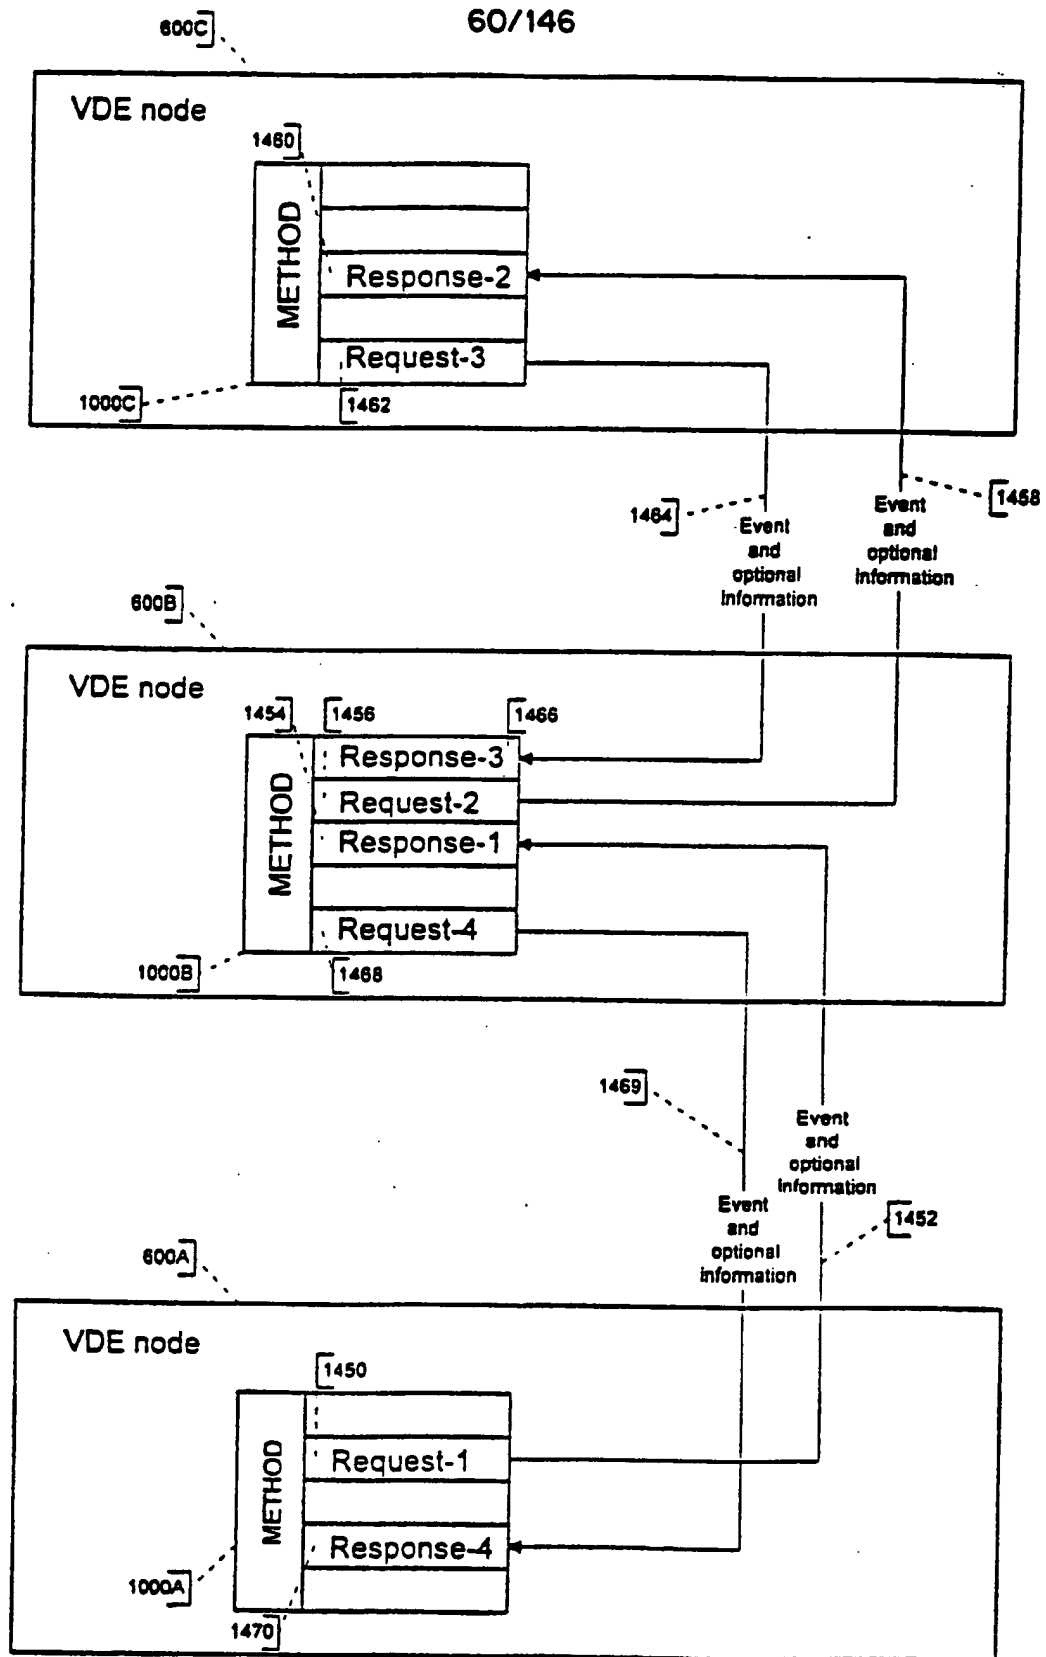 60/146
600C
VDE node
1460
METHOD
Response-2
Request-3
1000C
1462
1464
1458
Event
and
optional
information
Event
and
optional
information
600B
VDE node
1454
1456
1466
METHOD
Response-3
Request-2
Response-1
Request-4
1000B
1468
1469
Event
and
optional
information
1452
Event
and
optional
information
600A
VDE node
1450
METHOD
Request-1
Response-4
1000A
1470